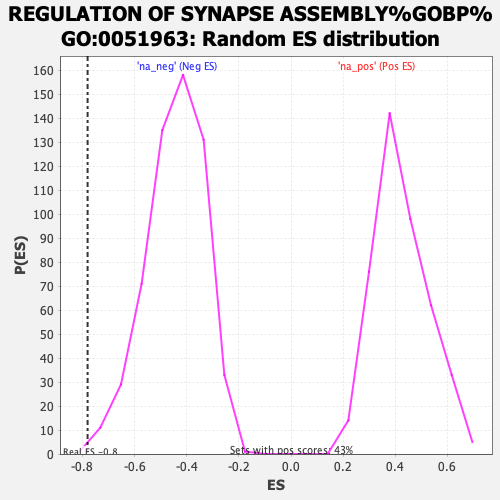 REGULATION OF SYNAPSE ASSEMBLY%GOBP%
GO:0051963: Random ES distribution
'na_neg' (Neg ES)
'na_pos' (Pos ES)
160
150
140
130
120
110
100
90
80
70
60
50
40
30
20
10
0
P(ES)
Real ES -0.8
Sets with pos scores: 43%
-0.8 -0.6 -0.4 -0.2 0.0 0.2 0.4 0.6
ES